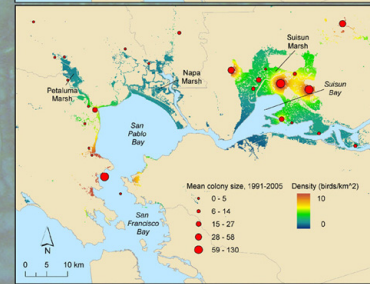 Suisun
Marsh
Napa
Marsh
Petaluma
Marsh
Suisun
Bay
San
Pablo
Bay
Mean colony size, 1991-2005
0 - 5
6 - 14
15 - 27
28 - 58
59 - 130
Density (birds/km^2)
10
0
San
Francisco
Bay
N
0 5 10 km